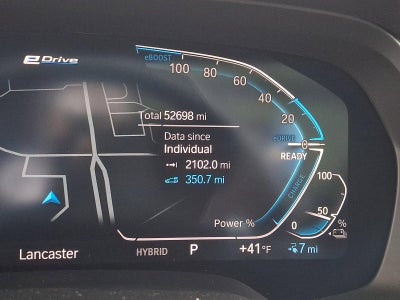 eDrive
eBOOST
100
80
60
40
20
eDRIVE
0
READY
Total 52698 mi
Data since
Individual
2102.0 mi
350.7 mi
CHARGE
100
50
0
%
Power %
Lancaster
HYBRID
P
+41°F
7 mi